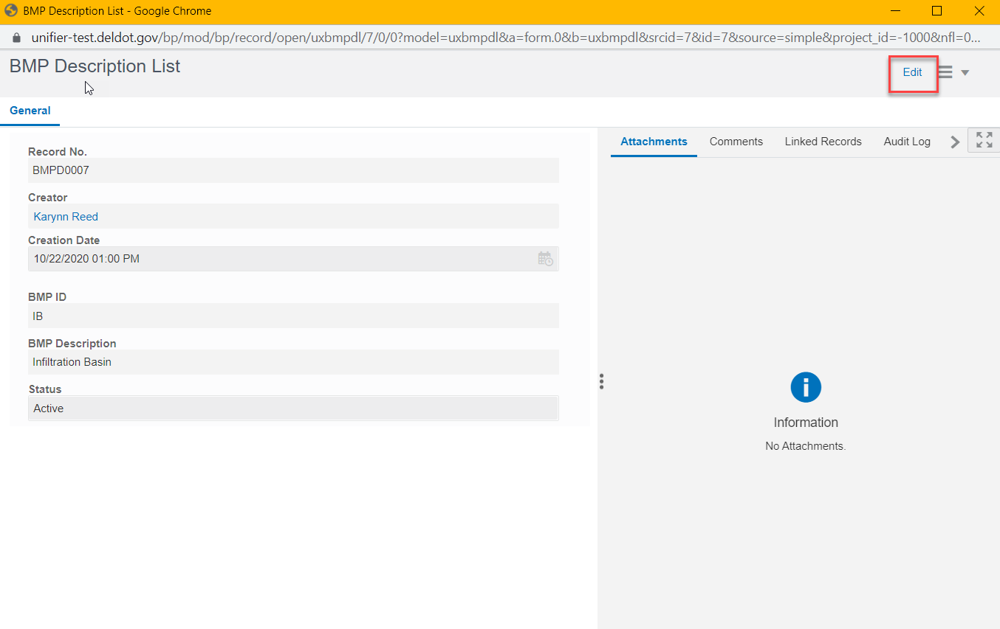 BMP Description List - Google Chrome
unifier-test.deldot.gov/bp/mod/bp/record/open/uxbmpdl/7/0/0?model=uxbmpdl&a=form.0&b=uxbmpdl&srcid=7&id=7&source=simple&project_id=-1000&nfl=0...
BMP Description List
Edit
General
Record No.
BMPD0007
Creator
Karynn Reed
Creation Date
10/22/2020 01:00 PM
BMP ID
IB
BMP Description
Infiltration Basin
Status
Active
Attachments Comments Linked Records Audit Log
Information
No Attachments.